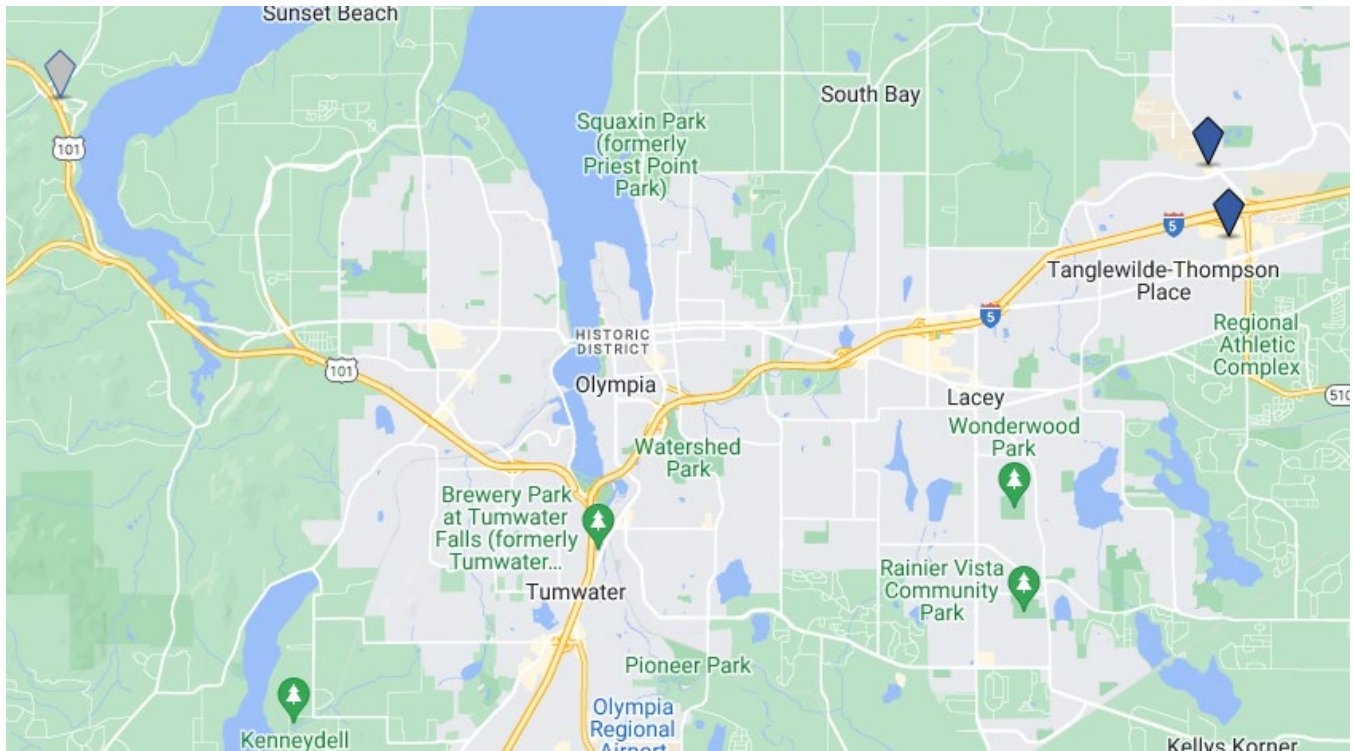 Sunset Beach
101
South Bay
Squaxin Park
(formerly
Priest Point
Park)
5
Tanglewilde-Thompson
Place
5
HISTORIC
DISTRICT
Regional
Athletic
Complex
101
Olympia
Lacey
510
Wonderwood
Park
Watershed
Park
Brewery Park
at Tumwater
Falls (formerly
Tumwater...
Rainier Vista
Community
Park
Tumwater
Pioneer Park
Olympia
Regional
Airport
Kenneydell
Kellys Korner